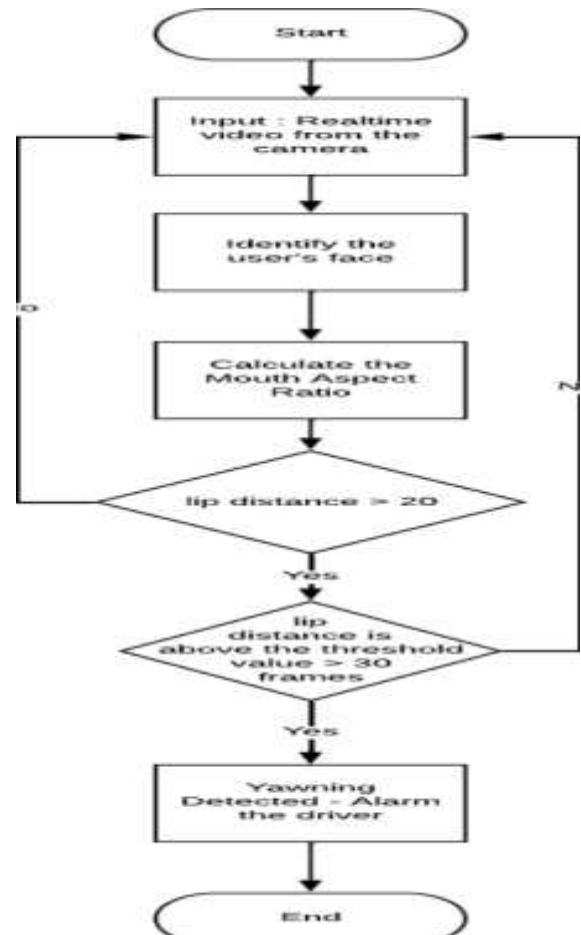 Start
Input : Realtime
video from the
camera
Identify the
user's face
Calculate the
Mouth Aspect
Ratio
lip distance > 20
Yes
lip
distance is
above the threshold
value > 30
frames
Yes
Yawning
Detected - Alarm
the driver
End